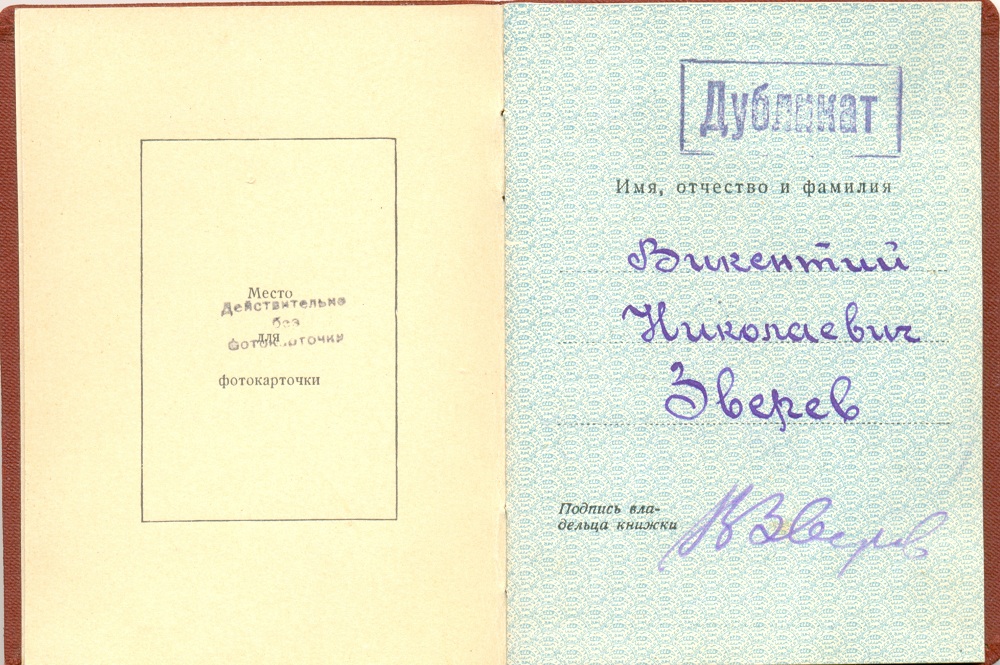 Место
Действительно
без
для
фотокарточки
фотокарточки
Дубликат
Имя, отчество и фамилия
Викентий
Николаевич
Зверев
Подпись вла-
дельца книжки
ВЗверев